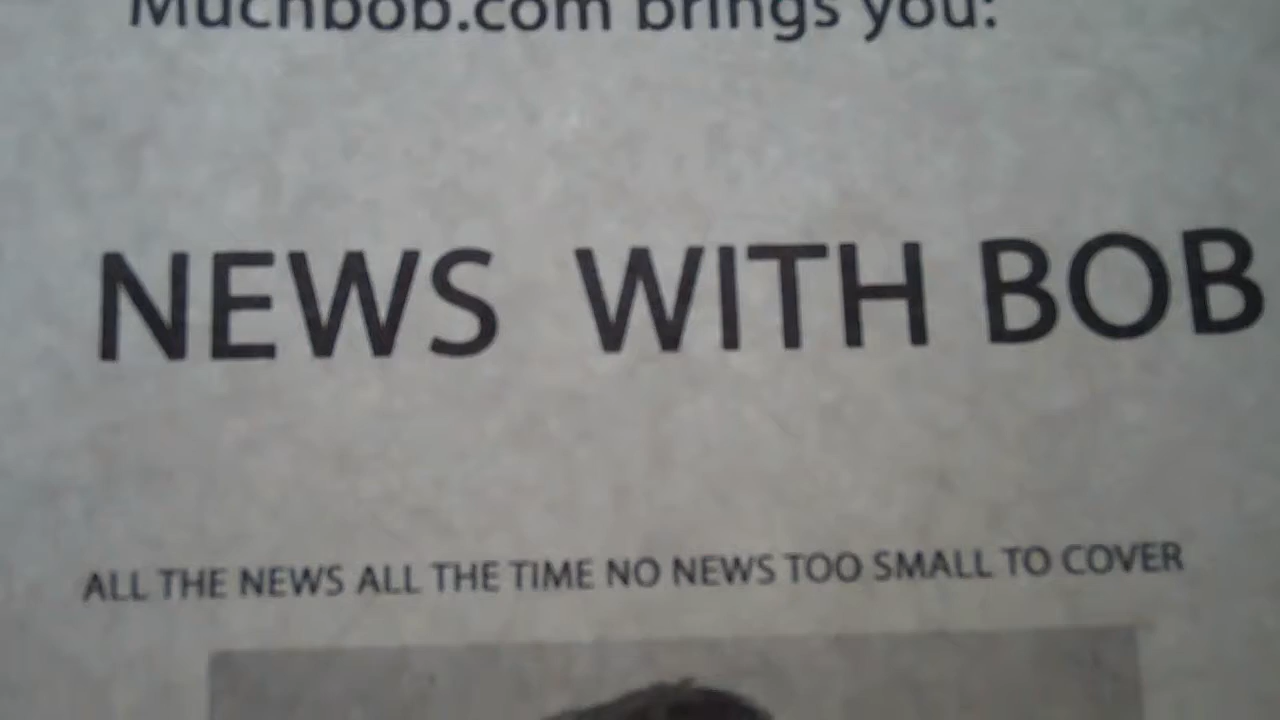 Muchbob.com brings you:
NEWS WITH BOB
ALL THE NEWS ALL THE TIME NO NEWS TOO SMALL TO COVER